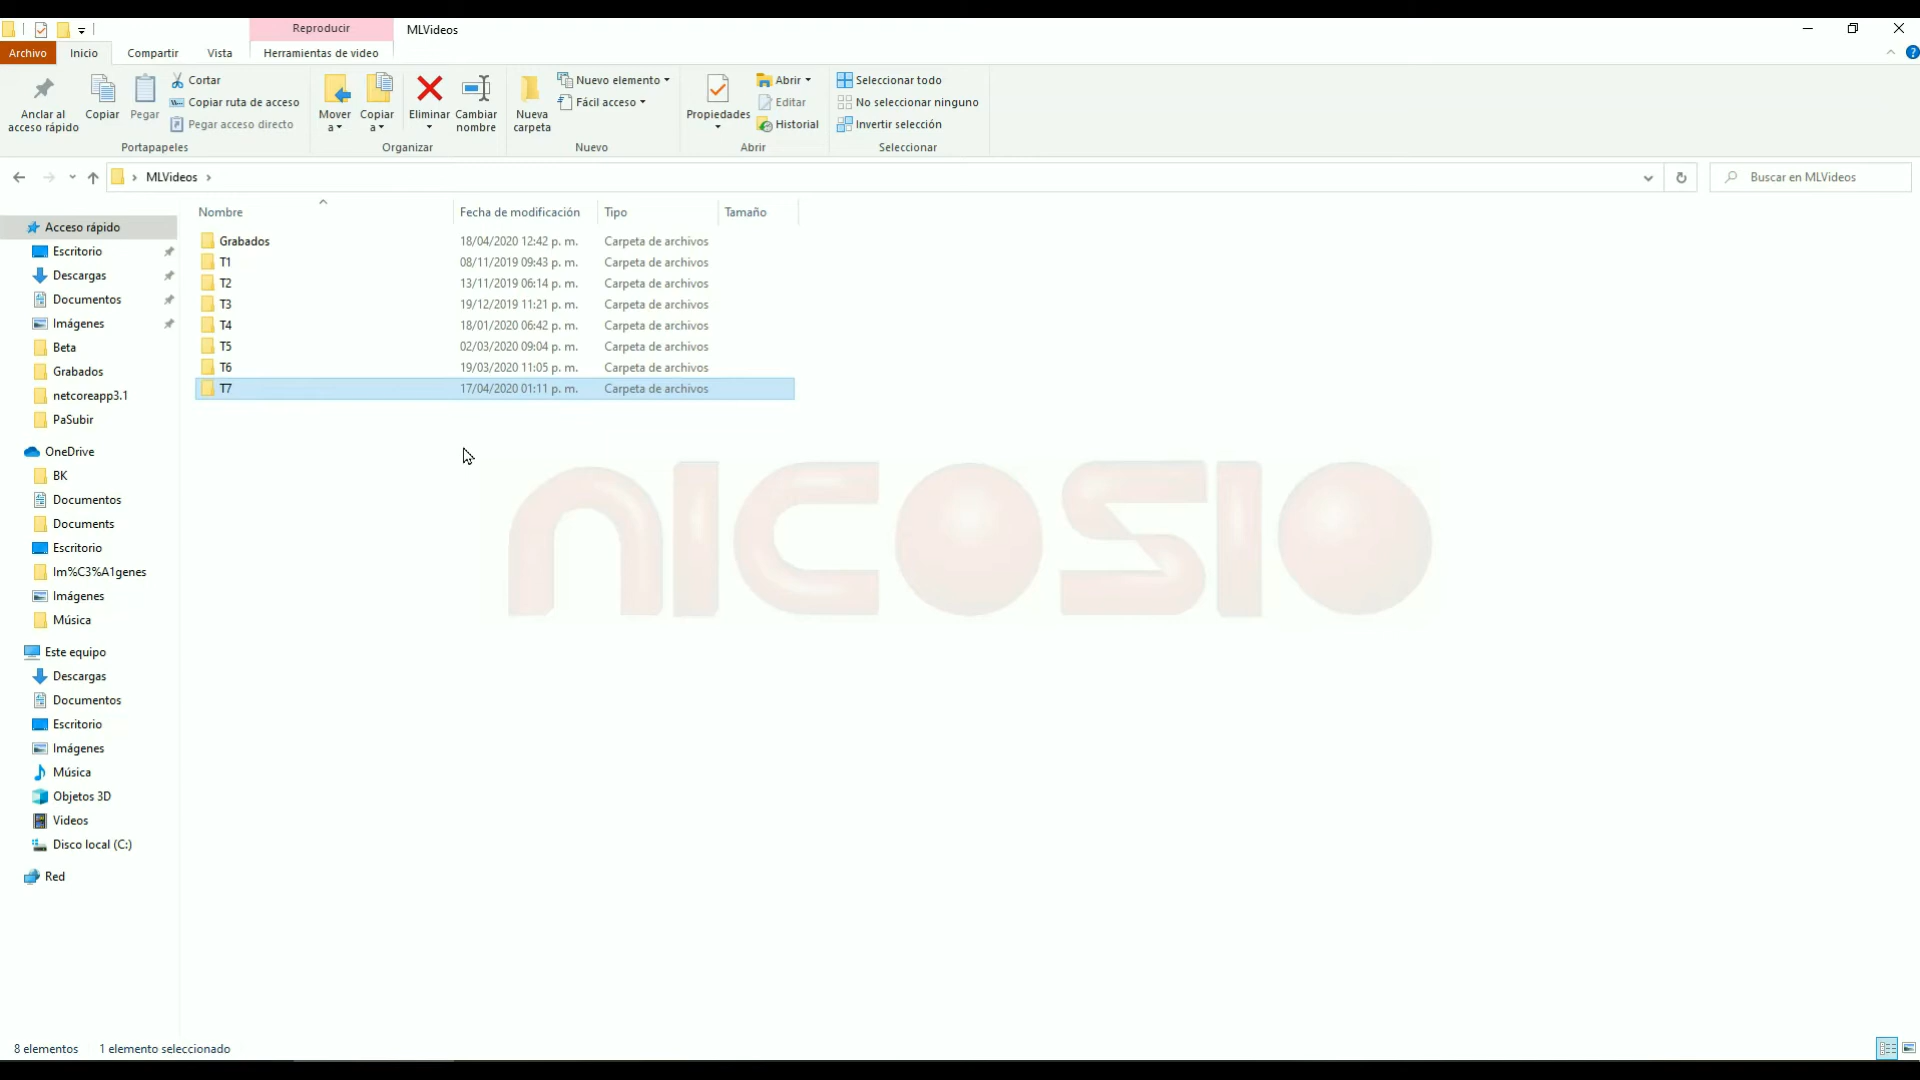 Reproducir
MLVideos
Archivo
Inicio
Compartir
Vista
Herramientas de video
Anclar al
acceso rápido
Copiar
Pegar
Cortar
Copiar ruta de acceso
Pegar acceso directo
Portapapeles
Mover
a
Copiar
a
Eliminar
Cambiar
nombre
Organizar
Nueva
carpeta
Nuevo elemento
Fácil acceso
Nuevo
Propiedades
Abrir
Editar
Historial
Abrir
Seleccionar todo
No seleccionar ninguno
Invertir selección
Seleccionar
MLVideos
Buscar en MLVideos
Acceso rápido
Escritorio
Descargas
Documentos
Imágenes
Beta
Grabados
netcoreapp3.1
PaSubir
OneDrive
BK
Documentos
Documents
Escritorio
Im%C3%A1genes
Imágenes
Música
Este equipo
Descargas
Documentos
Escritorio
Imágenes
Música
Objetos 3D
Videos
Disco local (C:)
Red
Nombre Fecha de modificación Tipo Tamaño
Grabados 18/04/2020 12:42 p. m. Carpeta de archivos
T1 08/11/2019 09:43 p. m. Carpeta de archivos
T2 13/11/2019 06:14 p. m. Carpeta de archivos
T3 19/12/2019 11:21 p. m. Carpeta de archivos
T4 18/01/2020 06:42 p. m. Carpeta de archivos
T5 02/03/2020 09:04 p. m. Carpeta de archivos
T6 19/03/2020 11:05 p. m. Carpeta de archivos
T7 17/04/2020 01:11 p. m. Carpeta de archivos
NICOSIO
8 elementos 1 elemento seleccionado